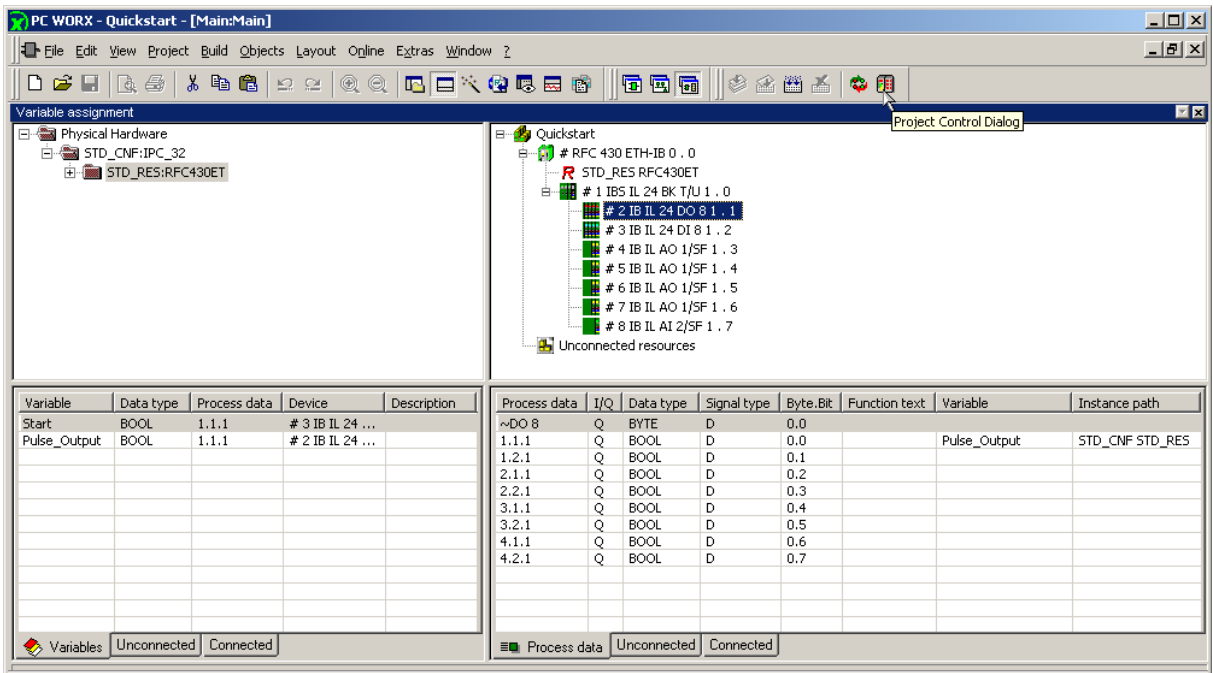 PC WORX - Quickstart - [Main:Main]
File Edit View Project Build Objects Layout Online Extras Window ?
Variable assignment
Project Control Dialog
Physical Hardware
STD_CNF:IPC_32
STD_RES:RFC430ET
Quickstart
# RFC 430 ETH-IB 0 . 0
R STD_RES RFC430ET
# 1 IBS IL 24 BK T/U 1 . 0
# 2 IB IL 24 DO 8 1 . 1
# 3 IB IL 24 DI 8 1 . 2
# 4 IB IL AO 1/SF 1 . 3
# 5 IB IL AO 1/SF 1 . 4
# 6 IB IL AO 1/SF 1 . 5
# 7 IB IL AO 1/SF 1 . 6
# 8 IB IL AI 2/SF 1 . 7
Unconnected resources
Variable Data type Process data Device Description
Start BOOL 1.1.1 # 3 IB IL 24 ...
Pulse_Output BOOL 1.1.1 # 2 IB IL 24 ...
Variables Unconnected Connected
Process data I/Q Data type Signal type Byte.Bit Function text Variable Instance path
~DO 8 Q BYTE D 0.0
1.1.1 Q BOOL D 0.0 Pulse_Output STD_CNF STD_RES
1.2.1 Q BOOL D 0.1
2.1.1 Q BOOL D 0.2
2.2.1 Q BOOL D 0.3
3.1.1 Q BOOL D 0.4
3.2.1 Q BOOL D 0.5
4.1.1 Q BOOL D 0.6
4.2.1 Q BOOL D 0.7
Process data Unconnected Connected